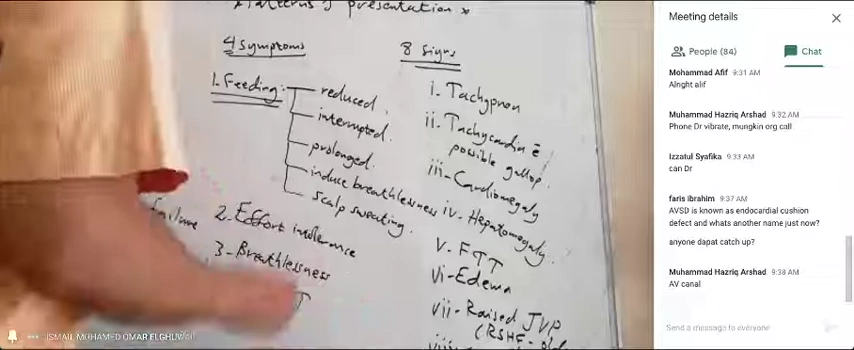 Patterns of presentation
4 Symptoms
1. Feeding:
reduced.
interrupted.
prolonged.
induce breathlessness
scalp sweating.
failure
2- Effort intolerance
3- Breathlessness
8 Signs
i. Tachypnea
ii. Tachycardia c̄
possible gallop.
iii- Cardiomegaly
iv- Hepatomegaly.
V. FTT
Vi- Edema
Vii- Raised JVP
(RSHF-
ISMAIL MOHAMED OMAR ELGHUW
Meeting details
People (84)
Chat
Mohammad Afif 9:31 AM
Alright alif
Muhammad Hazriq Arshad 9:32 AM
Phone Dr vibrate, mungkin org call
Izzatul Syafika 9:33 AM
can Dr
faris ibrahim 9:37 AM
AVSD is known as endocardial cushion
defect and whats another name just now?
anyone dapat catch up?
Muhammad Hazriq Arshad 9:38 AM
AV canal
Send a message to everyone